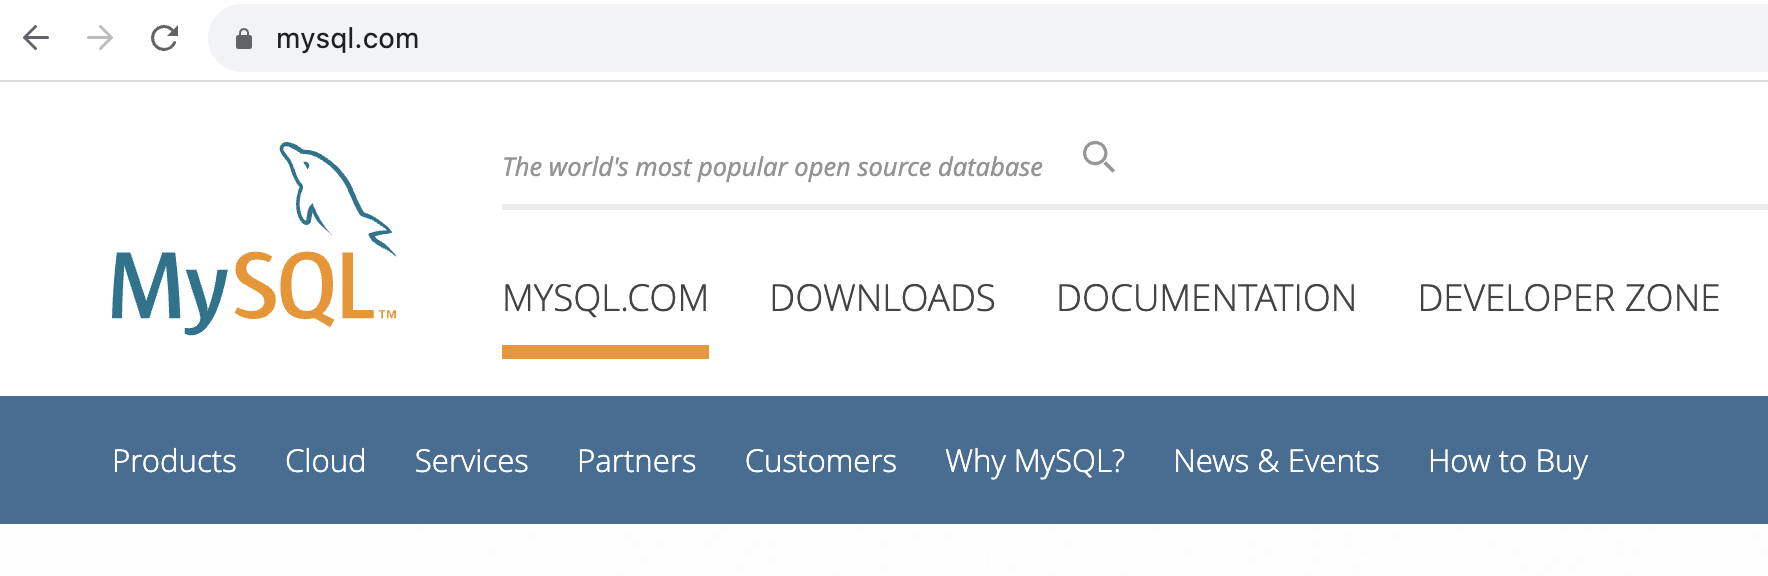 mysql.com
The world's most popular open source database
MySQL™
MYSQL.COM DOWNLOADS DOCUMENTATION DEVELOPER ZONE
Products Cloud Services Partners Customers Why MySQL? News & Events How to Buy